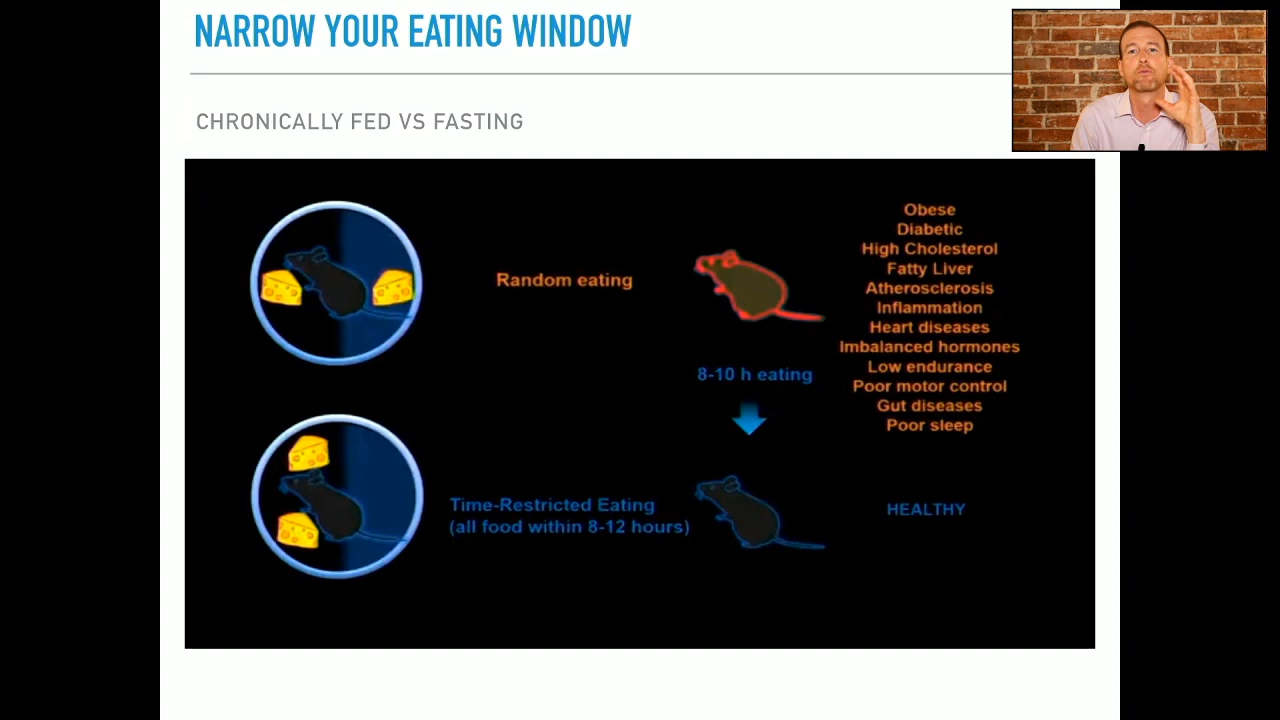 NARROW YOUR EATING WINDOW
CHRONICALLY FED VS FASTING
Random eating
Obese
Diabetic
High Cholesterol
Fatty Liver
Atherosclerosis
Inflammation
Heart diseases
Imbalanced hormones
Low endurance
Poor motor control
Gut diseases
Poor sleep
8-10 h eating
Time-Restricted Eating
(all food within 8-12 hours)
HEALTHY